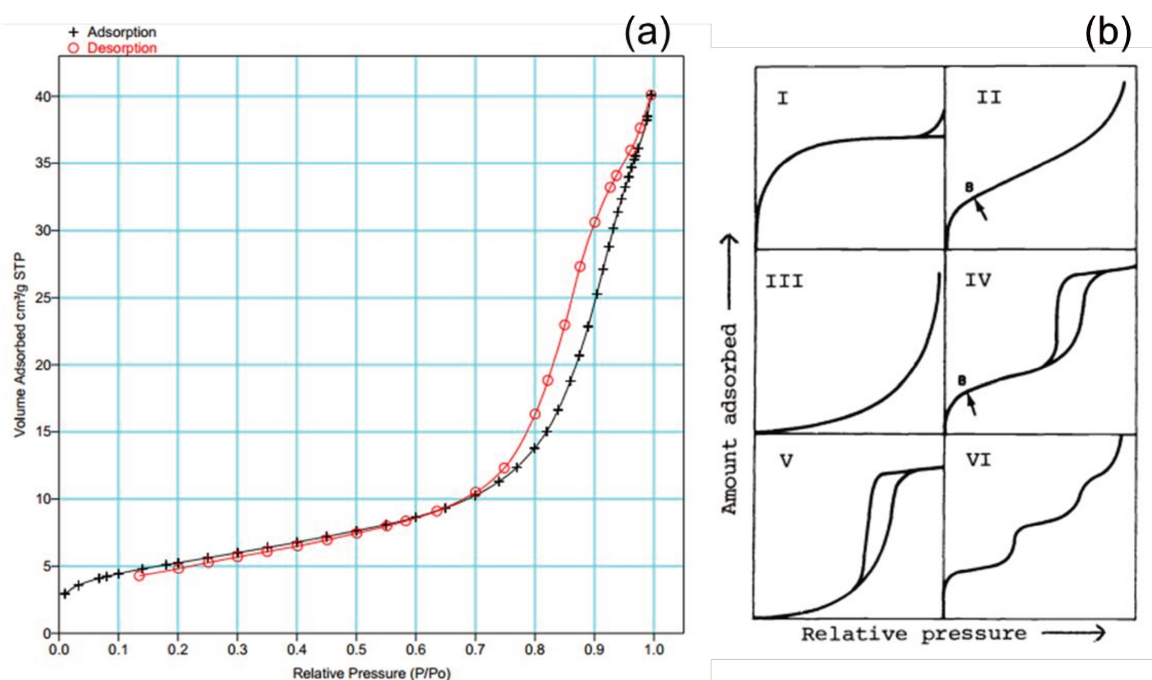 (a)
+ Adsorption
○ Desorption
Volume Adsorbed cm³/g STP
40
35
30
25
20
15
10
5
0
0.0 0.1 0.2 0.3 0.4 0.5 0.6 0.7 0.8 0.9 1.0
Relative Pressure (P/Po)
(b)
I
II
B
III
IV
B
V
VI
Amount adsorbed
Relative pressure